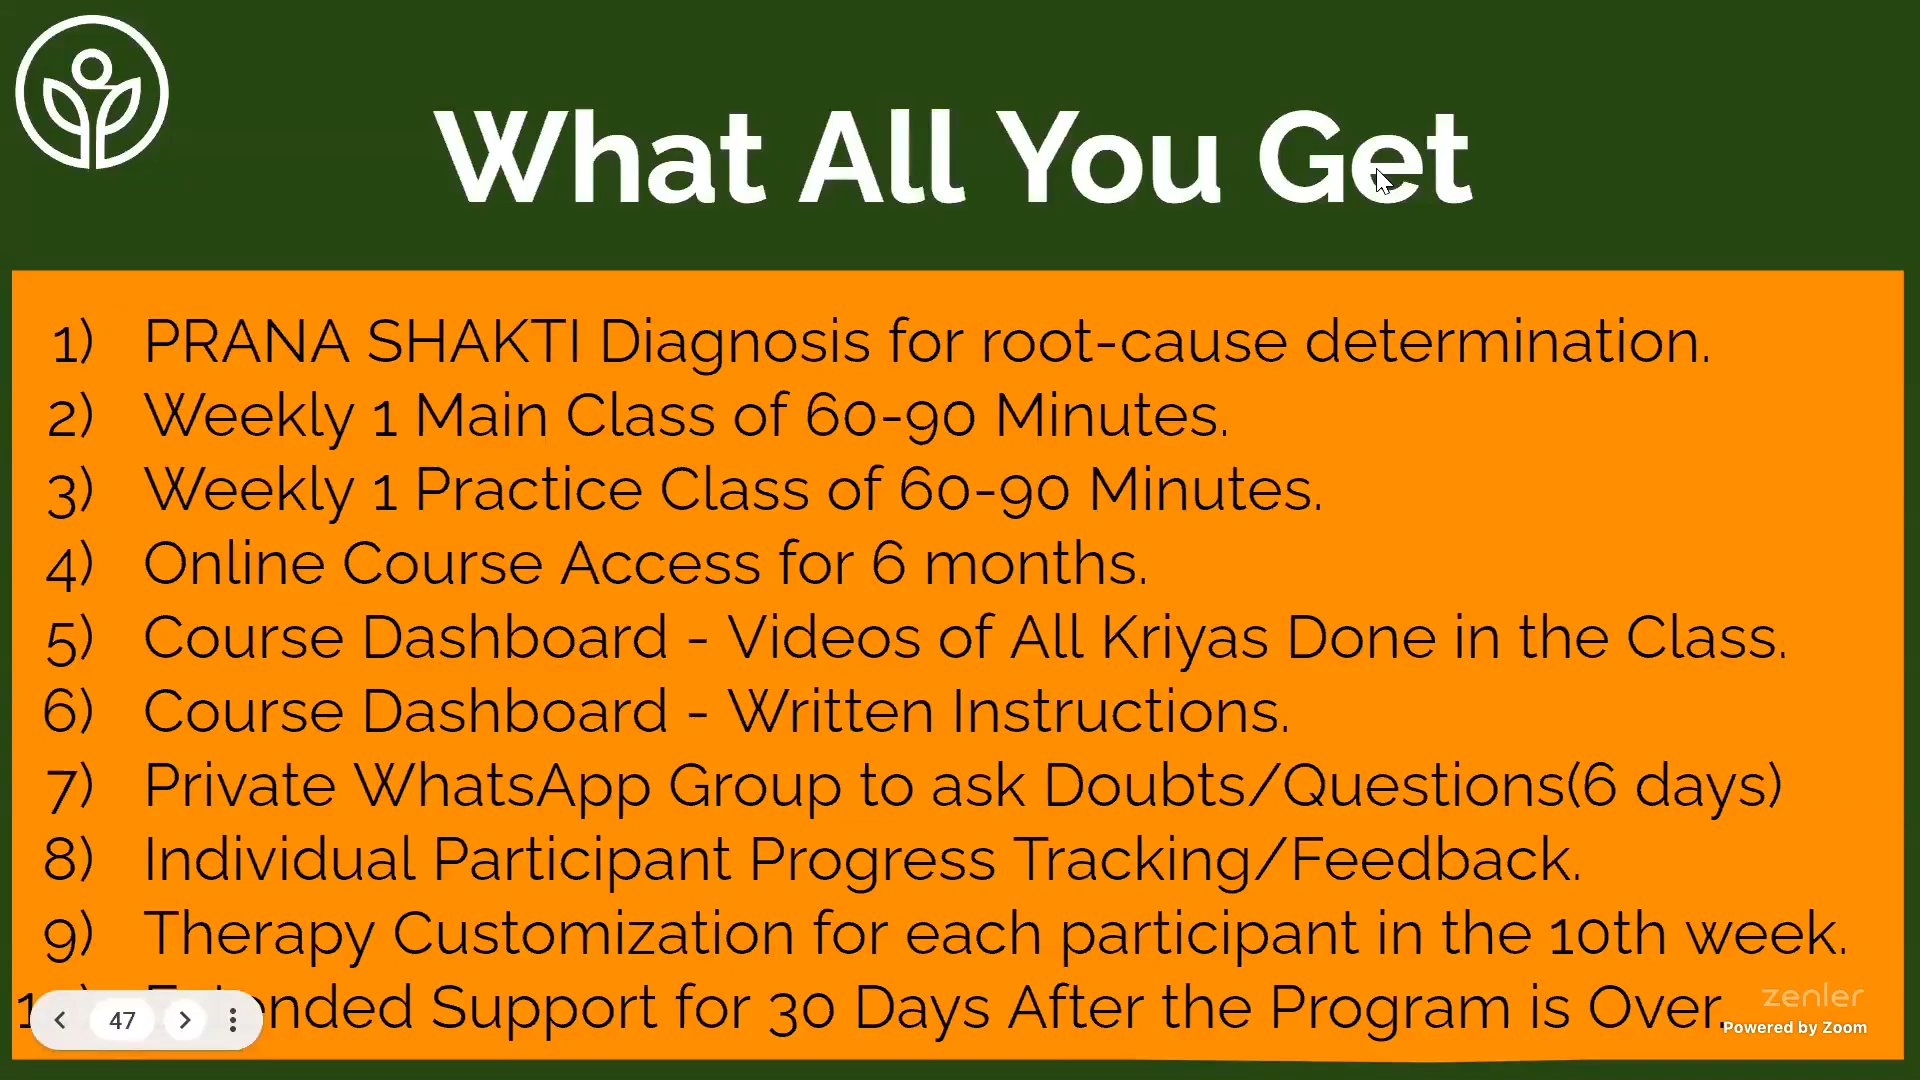 What All You Get
1) PRANA SHAKTI Diagnosis for root-cause determination.
2) Weekly 1 Main Class of 60-90 Minutes.
3) Weekly 1 Practice Class of 60-90 Minutes.
4) Online Course Access for 6 months.
5) Course Dashboard - Videos of All Kriyas Done in the Class.
6) Course Dashboard - Written Instructions.
7) Private WhatsApp Group to ask Doubts/Questions(6 days)
8) Individual Participant Progress Tracking/Feedback.
9) Therapy Customization for each participant in the 10th week.
Extended Support for 30 Days After the Program is Over.
47
zenler
Powered by Zoom